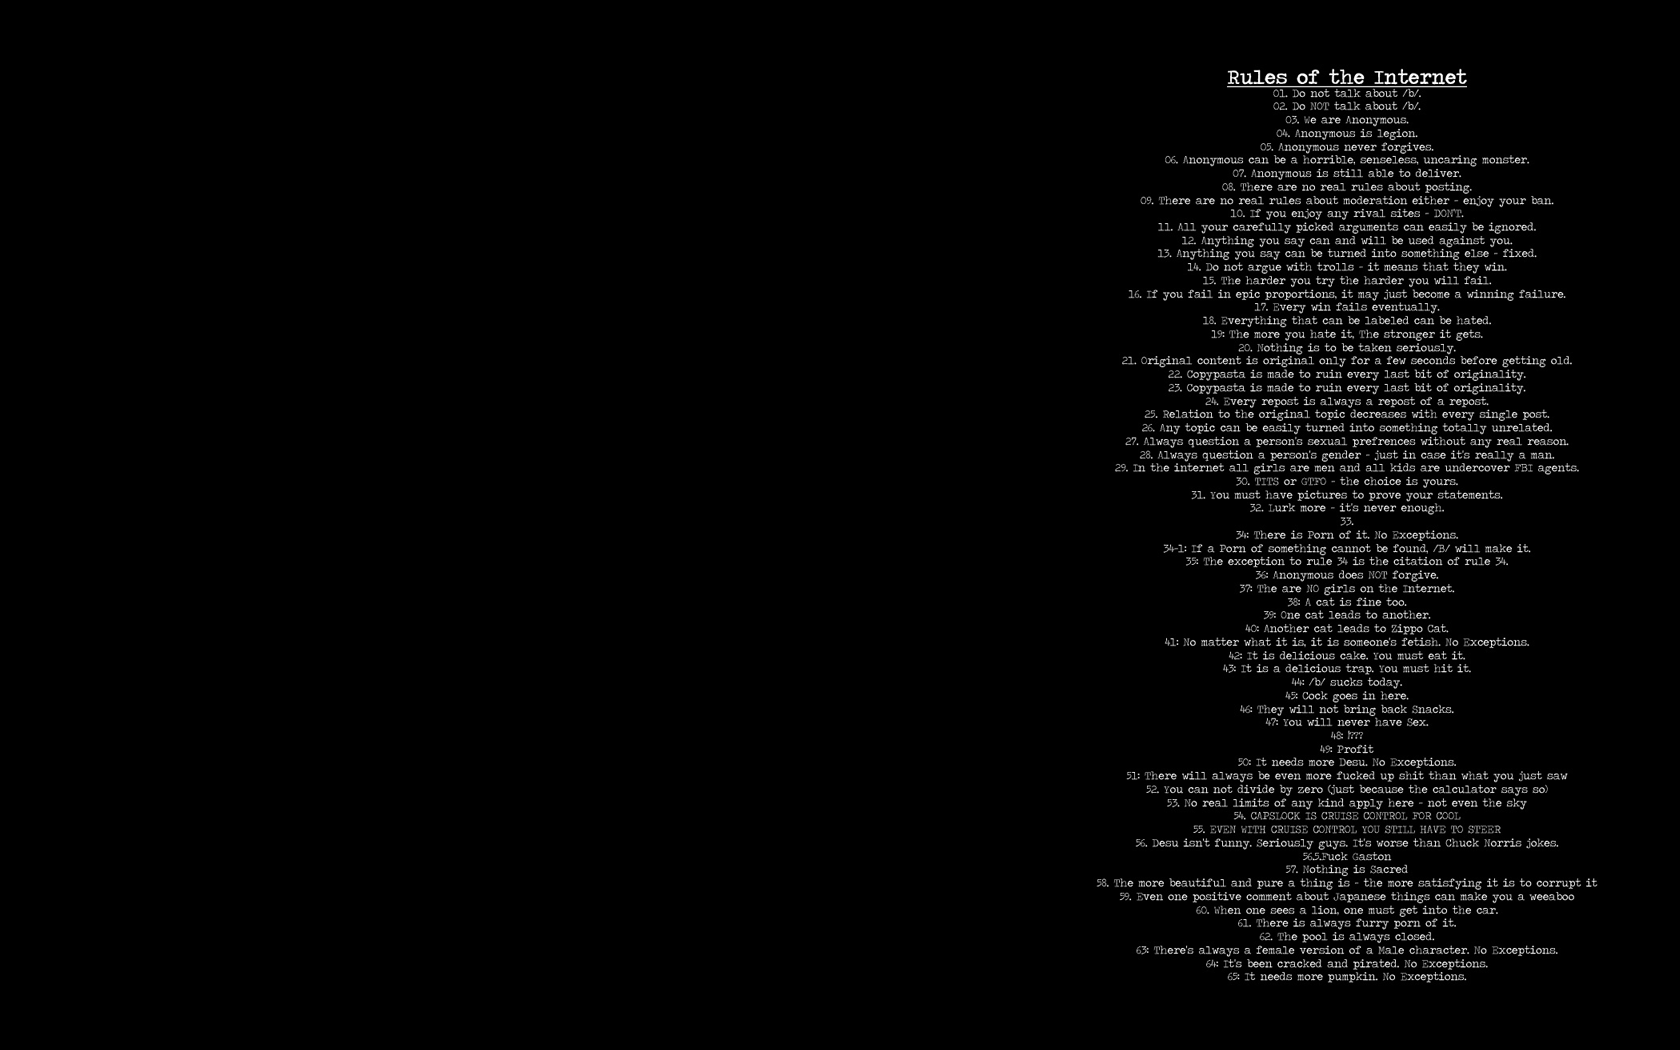 Rules of the Internet
01. Do not talk about /b/.
02. Do NOT talk about /b/.
03. We are Anonymous.
04. Anonymous is legion.
05. Anonymous never forgives.
06. Anonymous can be a horrible, senseless, uncaring monster.
07. Anonymous is still able to deliver.
08. There are no real rules about posting.
09. There are no real rules about moderation either - enjoy your ban.
10. If you enjoy any rival sites - DON'T.
11. All your carefully picked arguments can easily be ignored.
12. Anything you say can and will be used against you.
13. Anything you say can be turned into something else - fixed.
14. Do not argue with trolls - it means that they win.
15. The harder you try the harder you will fail.
16. If you fail in epic proportions, it may just become a winning failure.
17. Every win fails eventually.
18. Everything that can be labeled can be hated.
19: The more you hate it, The stronger it gets.
20. Nothing is to be taken seriously.
21. Original content is original only for a few seconds before getting old.
22. Copypasta is made to ruin every last bit of originality.
23. Copypasta is made to ruin every last bit of originality.
24. Every repost is always a repost of a repost.
25. Relation to the original topic decreases with every single post.
26. Any topic can be easily turned into something totally unrelated.
27. Always question a person's sexual prefrences without any real reason.
28. Always question a person's gender - just in case it's really a man.
29. In the internet all girls are men and all kids are undercover FBI agents.
30. TITS or GTFO - the choice is yours.
31. You must have pictures to prove your statements.
32. Lurk more - it's never enough.
33.
34: There is Porn of it. No Exceptions.
34-1: If a Porn of something cannot be found, /B/ will make it.
35: The exception to rule 34 is the citation of rule 34.
36: Anonymous does NOT forgive.
37: The are NO girls on the Internet.
38: A cat is fine too.
39: One cat leads to another.
40: Another cat leads to Zippo Cat.
41: No matter what it is, it is someone's fetish. No Exceptions.
42: It is delicious cake. You must eat it.
43: It is a delicious trap. You must hit it.
44: /b/ sucks today.
45: Cock goes in here.
46: They will not bring back Snacks.
47: You will never have Sex.
48: ????
49: Profit
50: It needs more Desu. No Exceptions.
51: There will always be even more fucked up shit than what you just saw
52. You can not divide by zero (just because the calculator says so)
53. No real limits of any kind apply here - not even the sky
54. CAPSLOCK IS CRUISE CONTROL FOR COOL
55. EVEN WITH CRUISE CONTROL YOU STILL HAVE TO STEER
56. Desu isn't funny. Seriously guys. It's worse than Chuck Norris jokes.
56.5.Fuck Gaston
57. Nothing is Sacred
58. The more beautiful and pure a thing is - the more satisfying it is to corrupt it
59. Even one positive comment about Japanese things can make you a weeaboo
60. When one sees a lion, one must get into the car.
61. There is always furry porn of it.
62. The pool is always closed.
63: There's always a female version of a Male character. No Exceptions.
64: It's been cracked and pirated. No Exceptions.
65: It needs more pumpkin. No Exceptions.